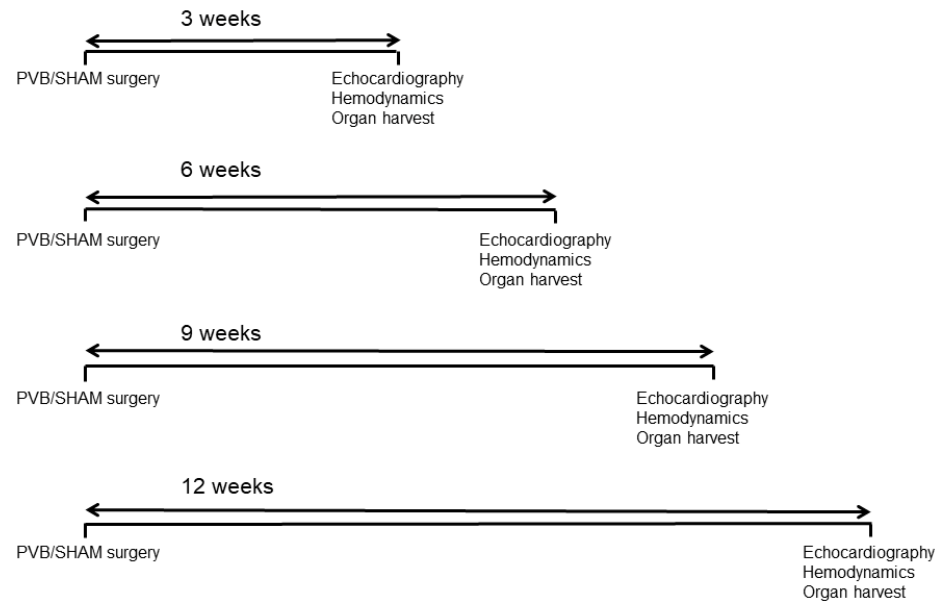 3 weeks
PVB/SHAM surgery
Echocardiography
Hemodynamics
Organ harvest
6 weeks
PVB/SHAM surgery
Echocardiography
Hemodynamics
Organ harvest
9 weeks
PVB/SHAM surgery
Echocardiography
Hemodynamics
Organ harvest
12 weeks
PVB/SHAM surgery
Echocardiography
Hemodynamics
Organ harvest